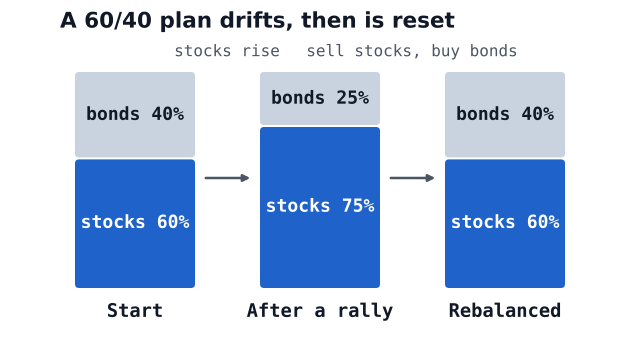 A 60/40 plan drifts, then is reset
stocks rise
sell stocks, buy bonds
bonds 40%
bonds 25%
bonds 40%
stocks 60%
stocks 75%
stocks 60%
Start
After a rally
Rebalanced